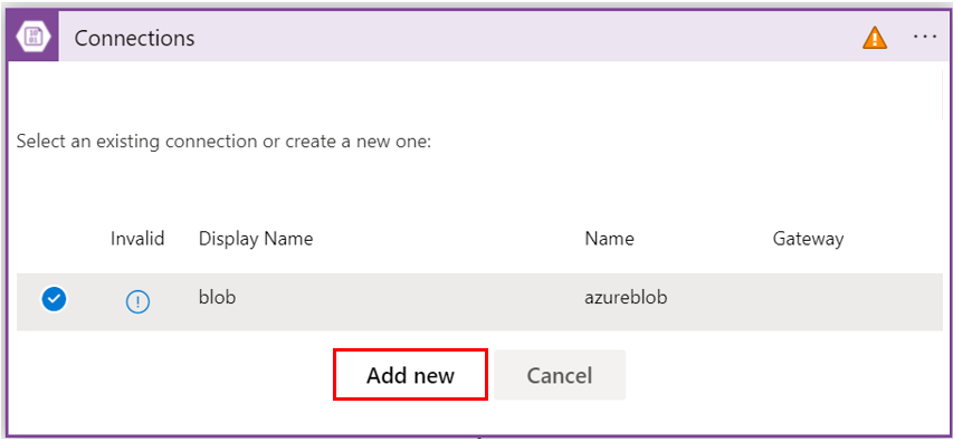 Connections
Select an existing connection or create a new one:
Invalid Display Name Name Gateway
blob azureblob
Add new Cancel